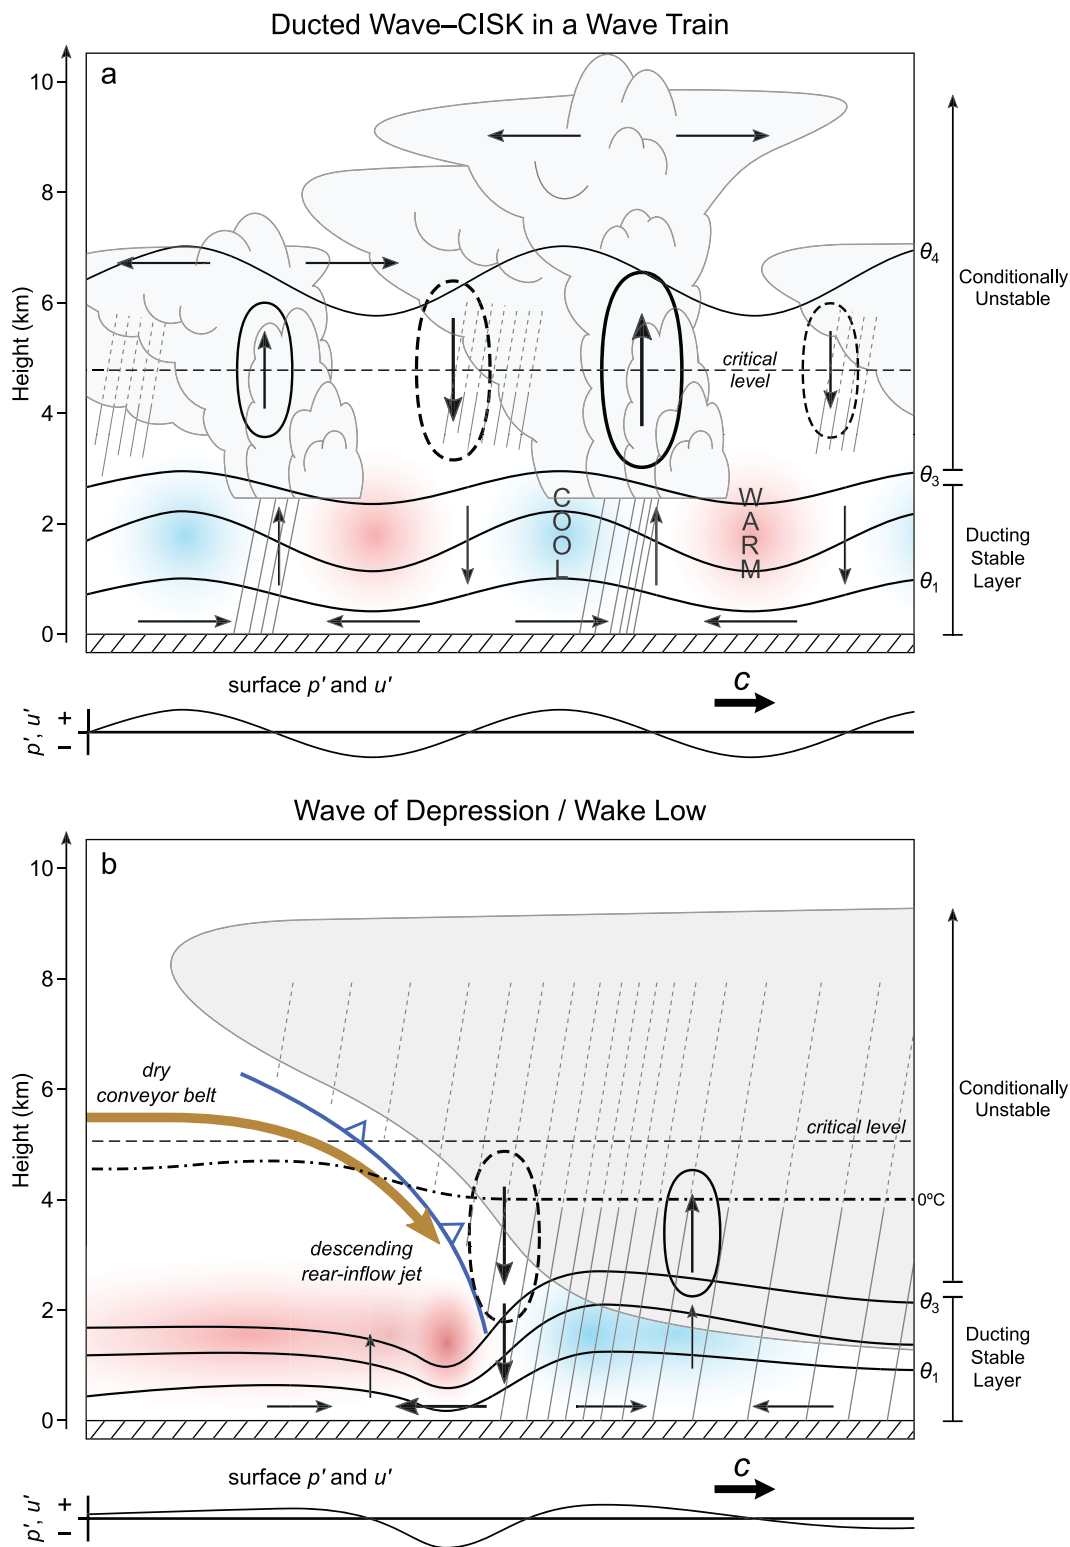 Ducted Wave–CISK in a Wave Train
a
10
8
6
4
2
0
Height (km)
θ4
Conditionally
Unstable
critical
level
θ3
COOL
WARM
Ducting
Stable
Layer
θ1
surface p' and u'
c
p', u'
+
–
Wave of Depression / Wake Low
b
10
8
6
4
2
0
Height (km)
dry
conveyor belt
Conditionally
Unstable
critical level
0ºC
descending
rear-inflow jet
θ3
Ducting
Stable
Layer
θ1
surface p' and u'
c
p', u'
+
–